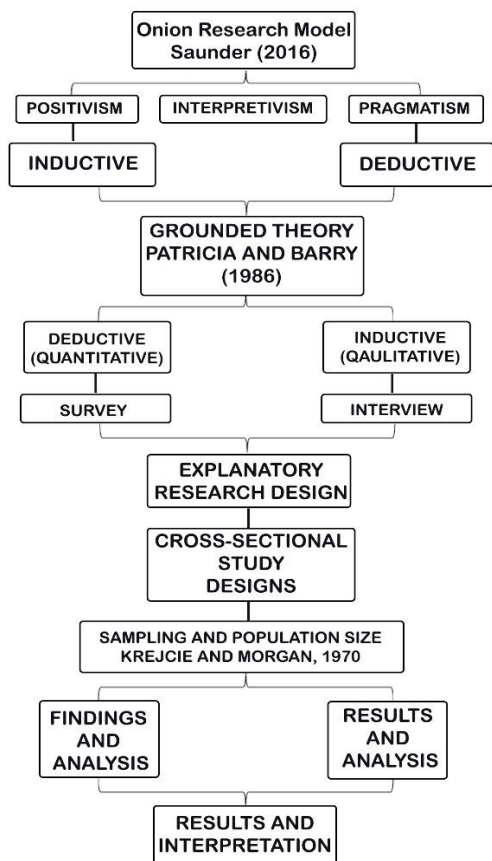 Onion Research Model
Saunder (2016)
POSITIVISM
INTERPRETIVISM
PRAGMATISM
INDUCTIVE
DEDUCTIVE
GROUNDED THEORY
PATRICIA AND BARRY
(1986)
DEDUCTIVE
(QUANTITATIVE)
INDUCTIVE
(QAULITATIVE)
SURVEY
INTERVIEW
EXPLANATORY
RESEARCH DESIGN
CROSS-SECTIONAL
STUDY
DESIGNS
SAMPLING AND POPULATION SIZE
KREJCIE AND MORGAN, 1970
FINDINGS
AND
ANALYSIS
RESULTS
AND
ANALYSIS
RESULTS AND
INTERPRETATION